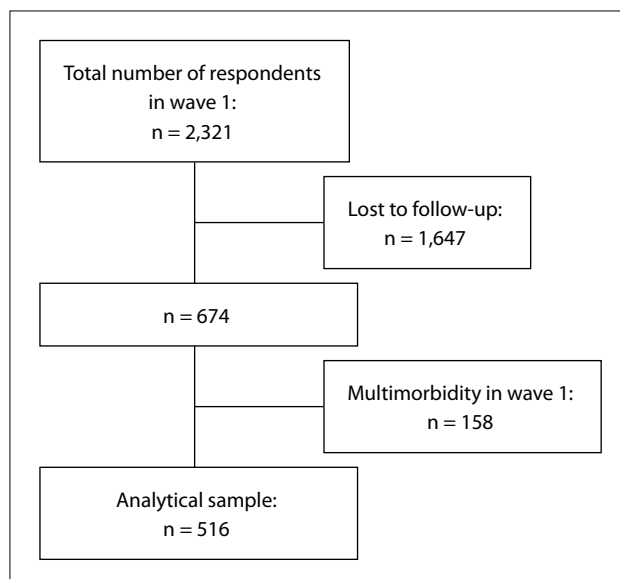 Total number of respondents
in wave 1:
n = 2,321
Lost to follow-up:
n = 1,647
n = 674
Multimorbidity in wave 1:
n = 158
Analytical sample:
n = 516